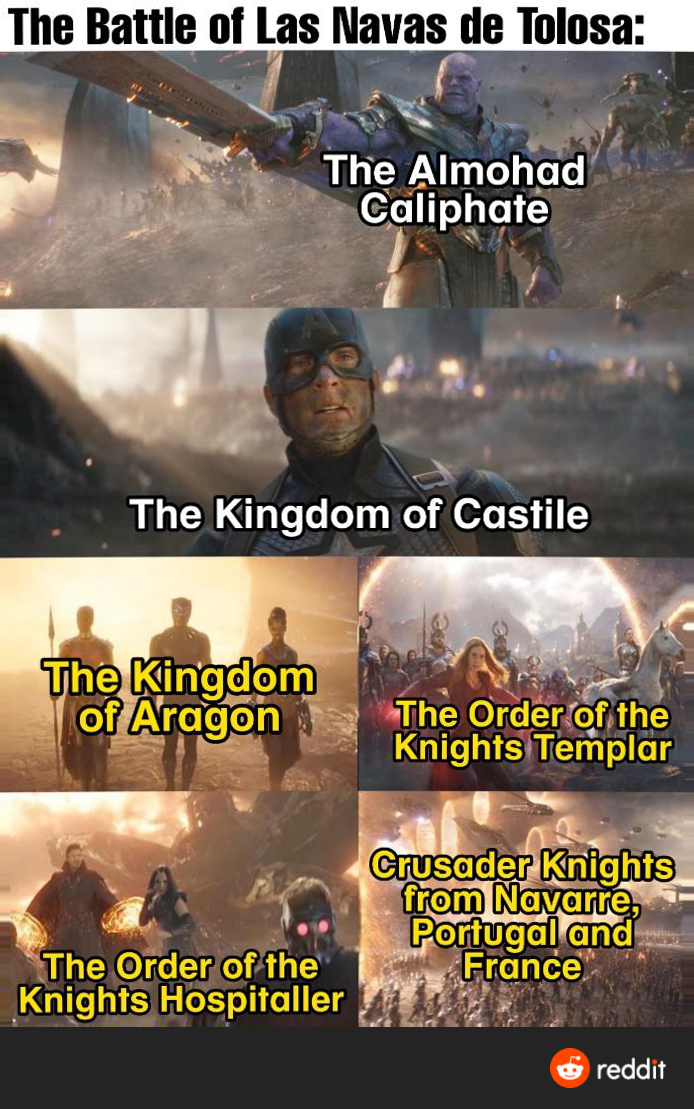 The Battle of Las Navas de Tolosa:
The Almohad
Caliphate
The Kingdom of Castile
The Kingdom
of Aragon
The Order of the
Knights Templar
The Order of the
Knights Hospitaller
Crusader Knights
from Navarre,
Portugal and
France
reddit